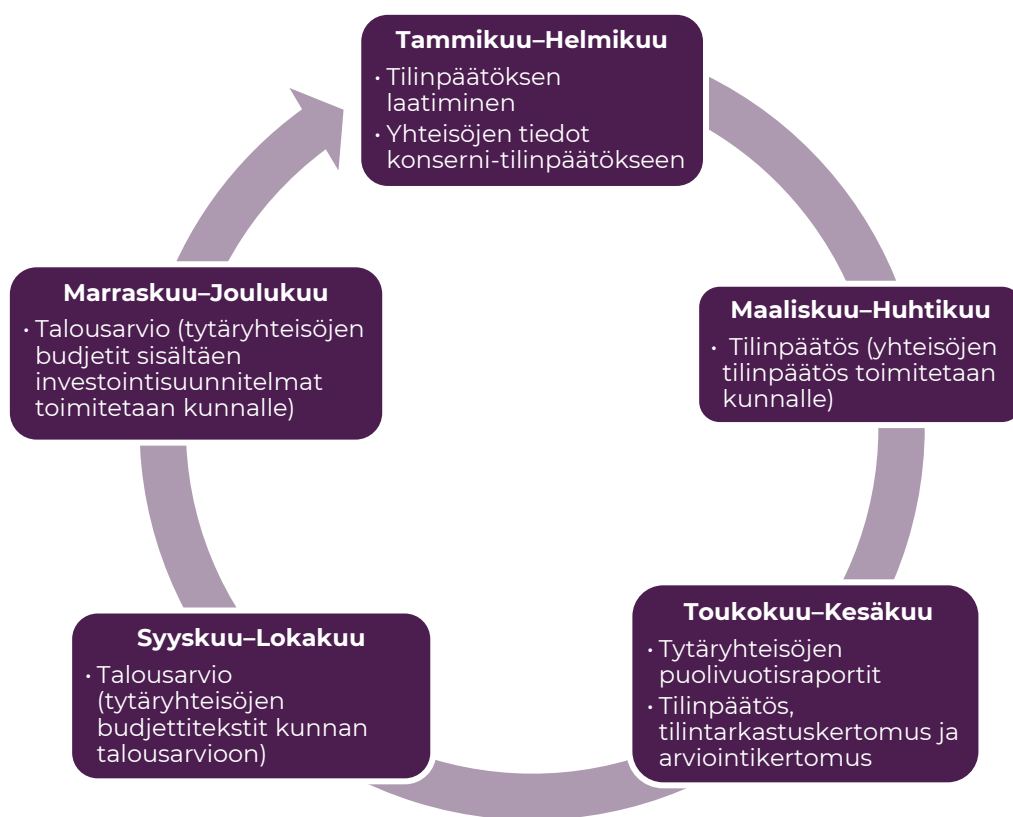 Tammikuu–Helmikuu
• Tilinpäätöksen
laatiminen
• Yhteisöjen tiedot
konserni-tilinpäätökseen
Maaliskuu–Huhtikuu
• Tilinpäätös (yhteisöjen
tilinpäätös toimitetaan
kunnalle)
Toukokuu–Kesäkuu
• Tytäryhteisöjen
puolivuotisraportit
• Tilinpäätös,
tilintarkastuskertomus ja
arviointikertomus
Syyskuu–Lokakuu
• Talousarvio
(tytäryhteisöjen
budjettitekstit kunnan
talousarvioon)
Marraskuu–Joulukuu
• Talousarvio (tytäryhteisöjen
budjetit sisältäen
investointisuunnitelmat
toimitetaan kunnalle)